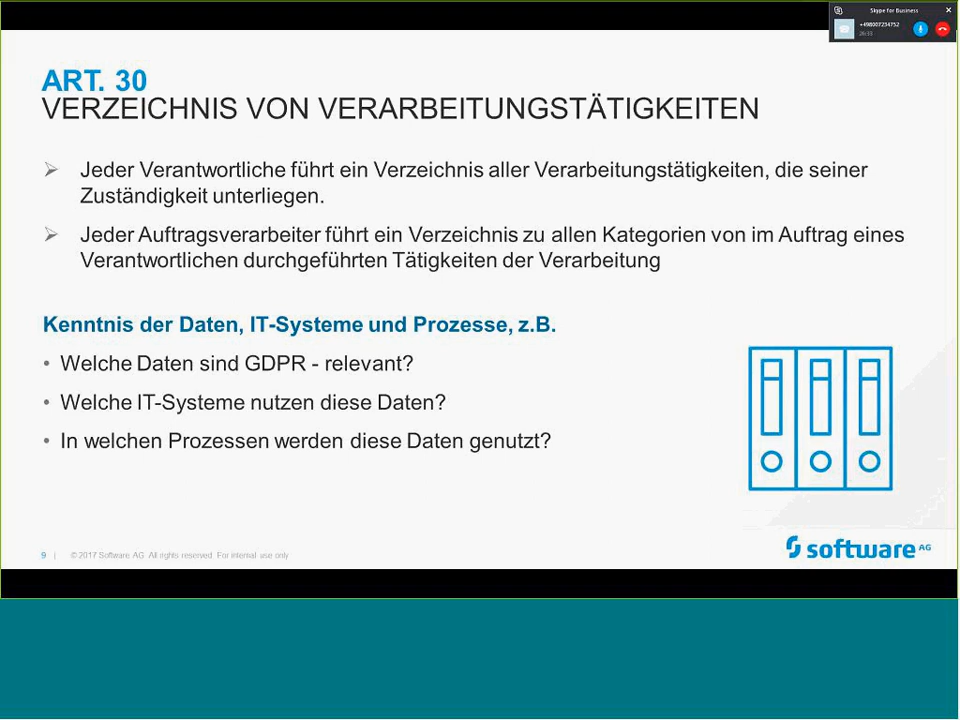 Skype for Business
+498007234752
26:33
ART. 30
VERZEICHNIS VON VERARBEITUNGSTÄTIGKEITEN
Jeder Verantwortliche führt ein Verzeichnis aller Verarbeitungstätigkeiten, die seiner
Zuständigkeit unterliegen.
Jeder Auftragsverarbeiter führt ein Verzeichnis zu allen Kategorien von im Auftrag eines
Verantwortlichen durchgeführten Tätigkeiten der Verarbeitung
Kenntnis der Daten, IT-Systeme und Prozesse, z.B.
• Welche Daten sind GDPR - relevant?
• Welche IT-Systeme nutzen diese Daten?
• In welchen Prozessen werden diese Daten genutzt?
9 | © 2017 Software AG. All rights reserved. For internal use only
software AG